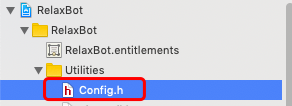 RelaxBot
RelaxBot
RelaxBot.entitlements
Utilities
h Config.h